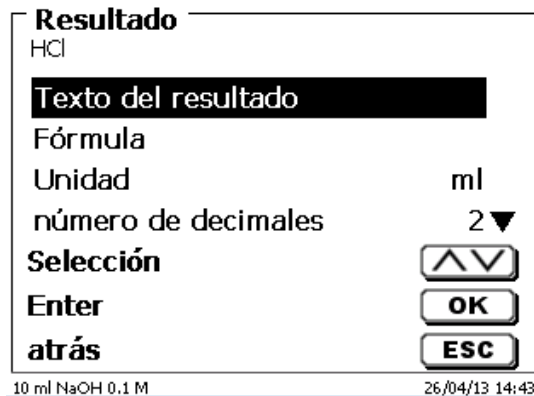 Resultado
HCl
Texto del resultado
Fórmula
Unidad ml
número de decimales 2▼
Selección
Enter OK
atrás ESC
10 ml NaOH 0.1 M 26/04/13 14:43